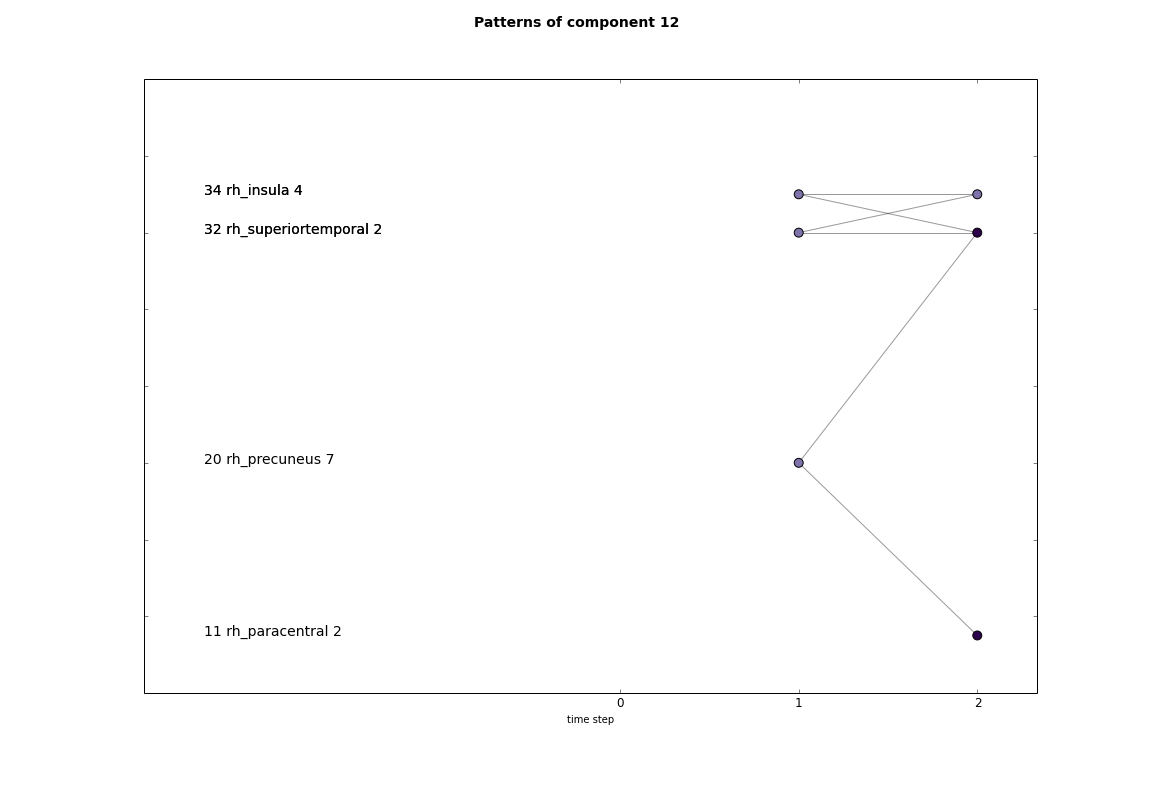 Patterns of component 12
34 rh_insula 4
32 rh_superiortemporal 2
20 rh_precuneus 7
11 rh_paracentral 2
0 1 2
time step